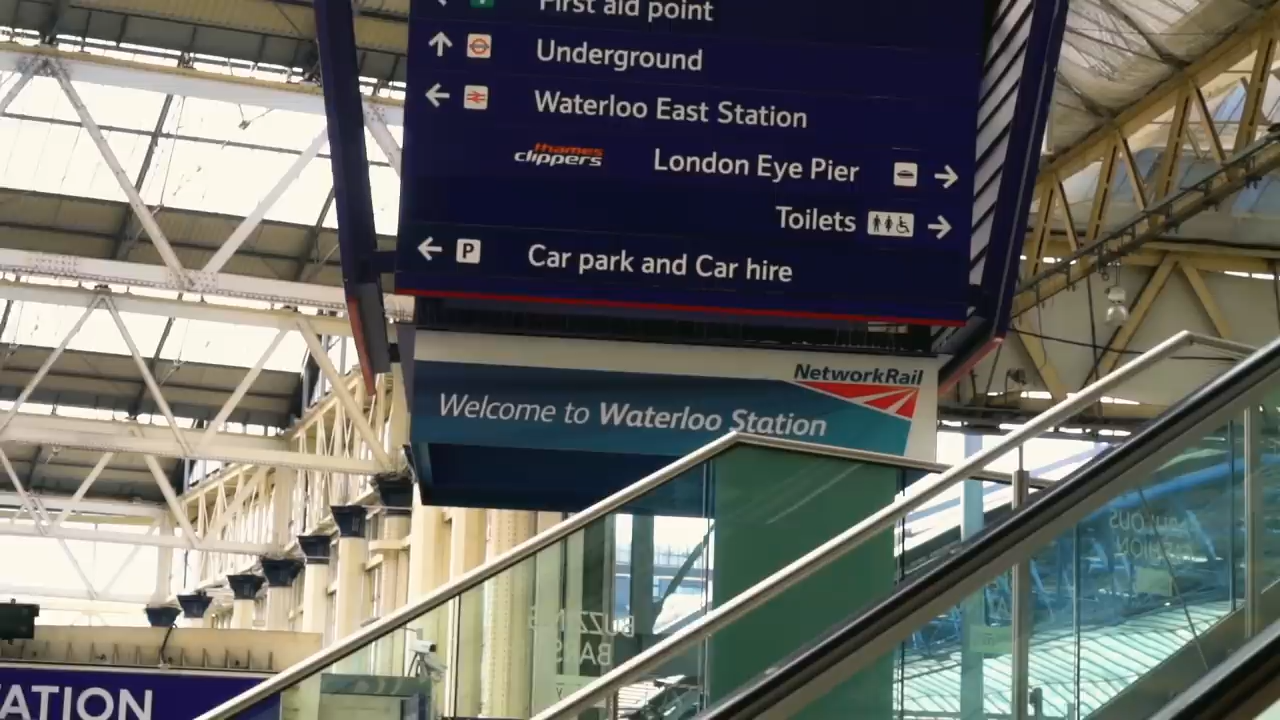 First aid point
Underground
Waterloo East Station
thames
clippers
London Eye Pier
Toilets
P
Car park and Car hire
NetworkRail
Welcome to Waterloo Station
ATION